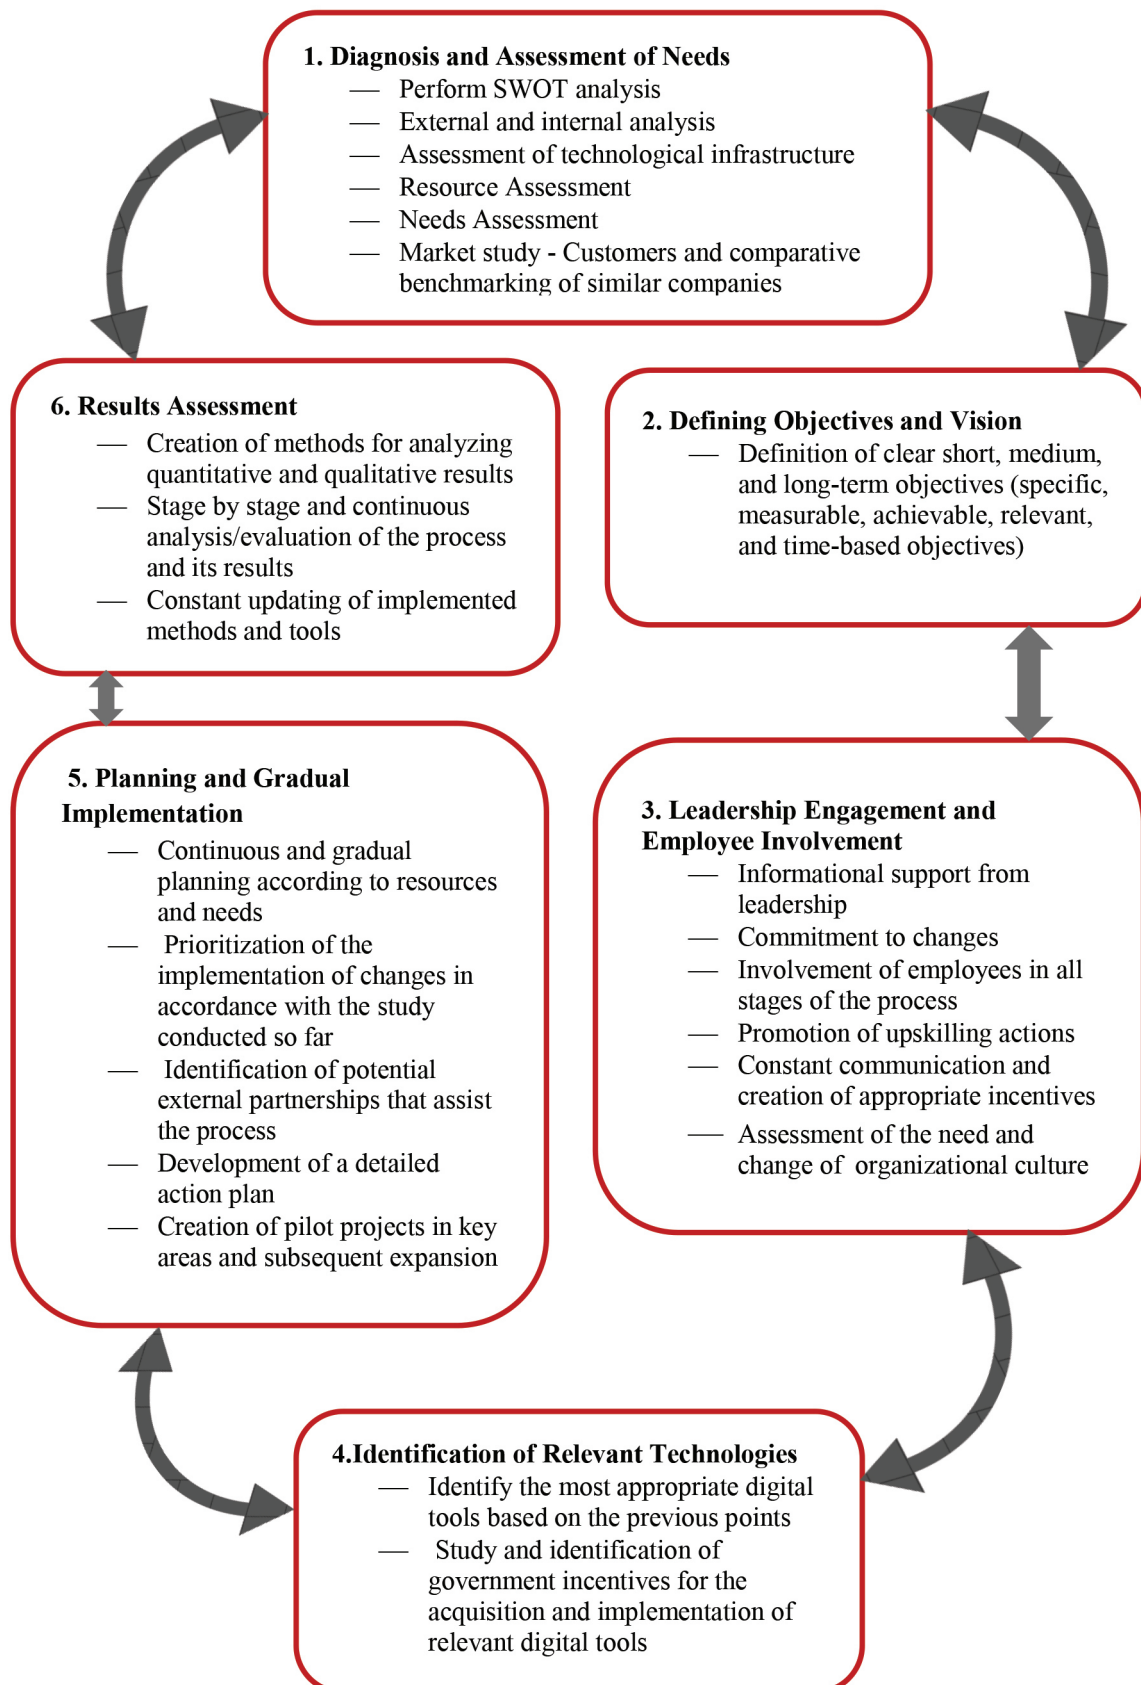 1. Diagnosis and Assessment of Needs
— Perform SWOT analysis
— External and internal analysis
— Assessment of technological infrastructure
— Resource Assessment
— Needs Assessment
— Market study - Customers and comparative
benchmarking of similar companies
2. Defining Objectives and Vision
— Definition of clear short, medium,
and long-term objectives (specific,
measurable, achievable, relevant,
and time-based objectives)
3. Leadership Engagement and
Employee Involvement
— Informational support from
leadership
— Commitment to changes
— Involvement of employees in all
stages of the process
— Promotion of upskilling actions
— Constant communication and
creation of appropriate incentives
— Assessment of the need and
change of organizational culture
4.Identification of Relevant Technologies
— Identify the most appropriate digital
tools based on the previous points
— Study and identification of
government incentives for the
acquisition and implementation of
relevant digital tools
5. Planning and Gradual
Implementation
— Continuous and gradual
planning according to resources
and needs
— Prioritization of the
implementation of changes in
accordance with the study
conducted so far
— Identification of potential
external partnerships that assist
the process
— Development of a detailed
action plan
— Creation of pilot projects in key
areas and subsequent expansion
6. Results Assessment
— Creation of methods for analyzing
quantitative and qualitative results
— Stage by stage and continuous
analysis/evaluation of the process
and its results
— Constant updating of implemented
methods and tools